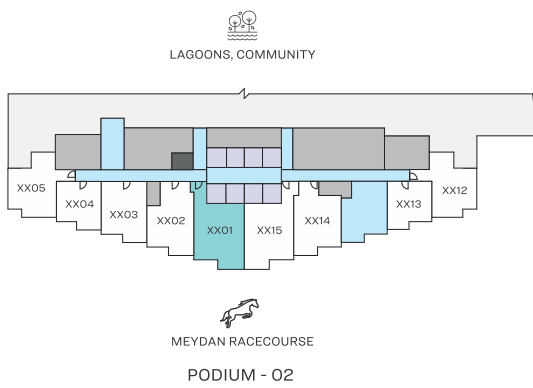 LAGOONS, COMMUNITY
XX05
XX04
XX03
XX02
XX01
XX15
XX14
XX13
XX12
MEYDAN RACECOURSE
PODIUM - 02